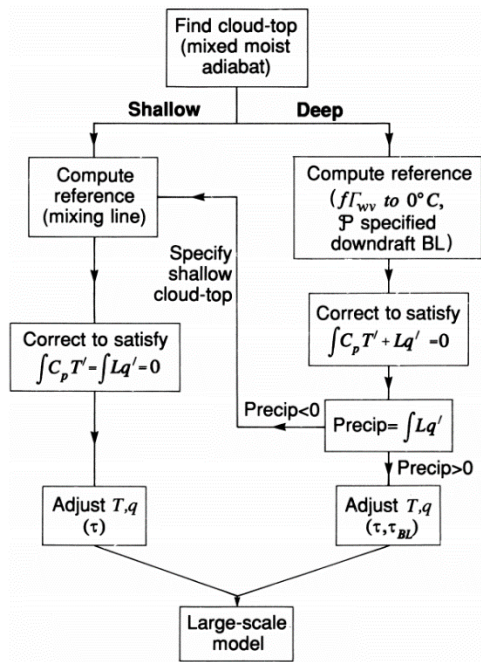 Find cloud-top
(mixed moist
adiabat)
Shallow
Deep
Compute
reference
(mixing line)
Compute reference
(fΓwv to 0° C,
𝒫 specified
downdraft BL)
Specify
shallow
cloud-top
Correct to satisfy
∫CpT′=∫Lq′=0
Correct to satisfy
∫CpT′+Lq′ =0
Precip<0
Precip= ∫Lq′
Precip>0
Adjust T,q
(τ)
Adjust T,q
(τ,τBL)
Large-scale
model